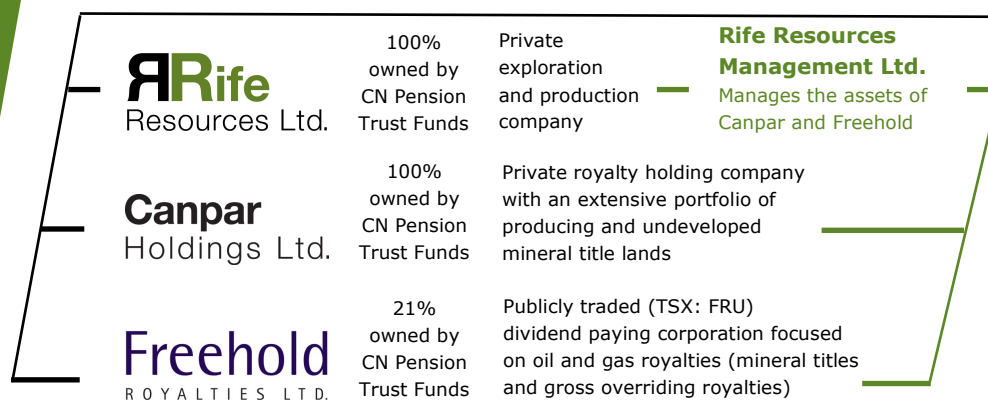 RRife
Resources Ltd.
100%
owned by
CN Pension
Trust Funds
Private
exploration
and production
company
Rife Resources
Management Ltd.
Manages the assets of
Canpar and Freehold
Canpar
Holdings Ltd.
100%
owned by
CN Pension
Trust Funds
Private royalty holding company
with an extensive portfolio of
producing and undeveloped
mineral title lands
Freehold
ROYALTIES LTD.
21%
owned by
CN Pension
Trust Funds
Publicly traded (TSX: FRU)
dividend paying corporation focused
on oil and gas royalties (mineral titles
and gross overriding royalties)